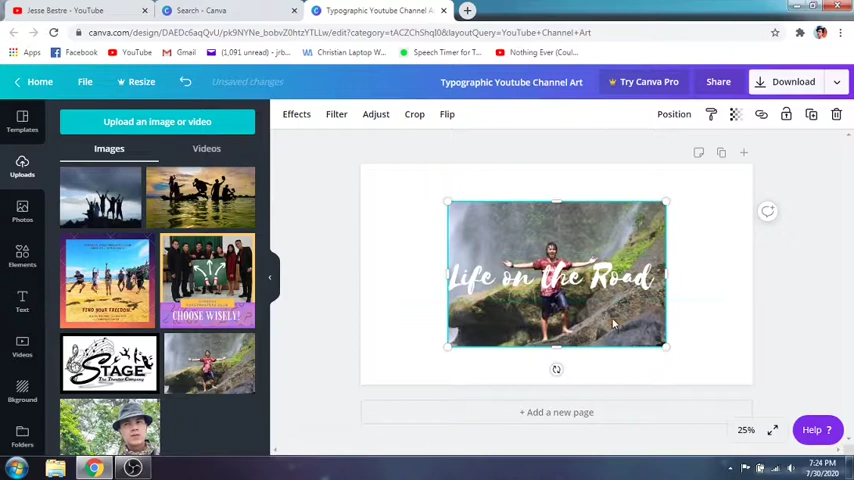 Jesse Bestre - YouTube
Search - Canva
Typographic Youtube Channel A
canva.com/design/DAEDc6aqQvU/pk9NYNe_bobvZ0htzYTLLw/edit?category=tACZChShqI0&layoutQuery=YouTube+Channel+Art
Apps
Facebook
YouTube
Gmail
(1,091 unread) - jrb...
Christian Laptop W...
Speech Timer for T...
Nothing Ever (Coul...
Home
File
Resize
Unsaved changes
Typographic Youtube Channel Art
Try Canva Pro
Share
Download
Templates
Uploads
Photos
Elements
Text
Videos
Bkground
Folders
Upload an image or video
Images
Videos
FIND YOUR FREEDOM
CHOOSE WISELY!
STAGE
The Theater Company
Effects
Filter
Adjust
Crop
Flip
Position
Life on the Road
+ Add a new page
25%
Help ?
7:24 PM
7/30/2020